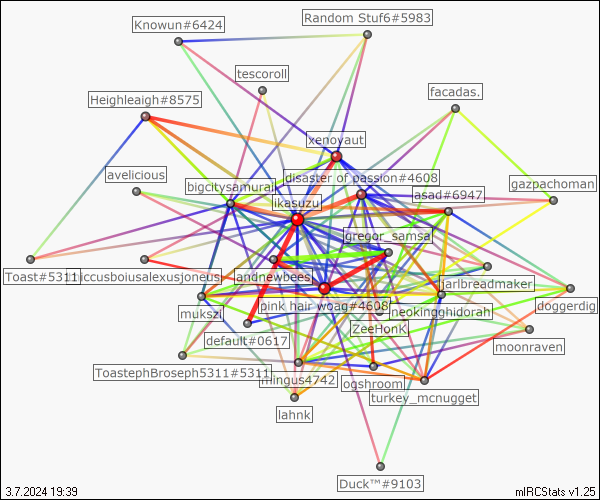 Random Stuf6#5983
Knowun#6424
tescoroll
facadas.
Heighleaigh#8575
xenoyaut
avelicious
disaster of passion#4608
bigcitysamurai
asad#6947
gazpachoman
likasuzu
gregor_samsa
Toast#5311
iccusboiusalexusjoneus
andnewbees
jarlbreadmaker
pink hair woag#4608
mukszi
neokingghidorah
doggerdig
default#0617
ZeeHonK
moonraven
ToastephBroseph5311#5311
mingus4742
ogshroom
turkey_mcnugget
lahnk
Duck™#9103
3.7.2024 19:39
mIRCStats v1.25